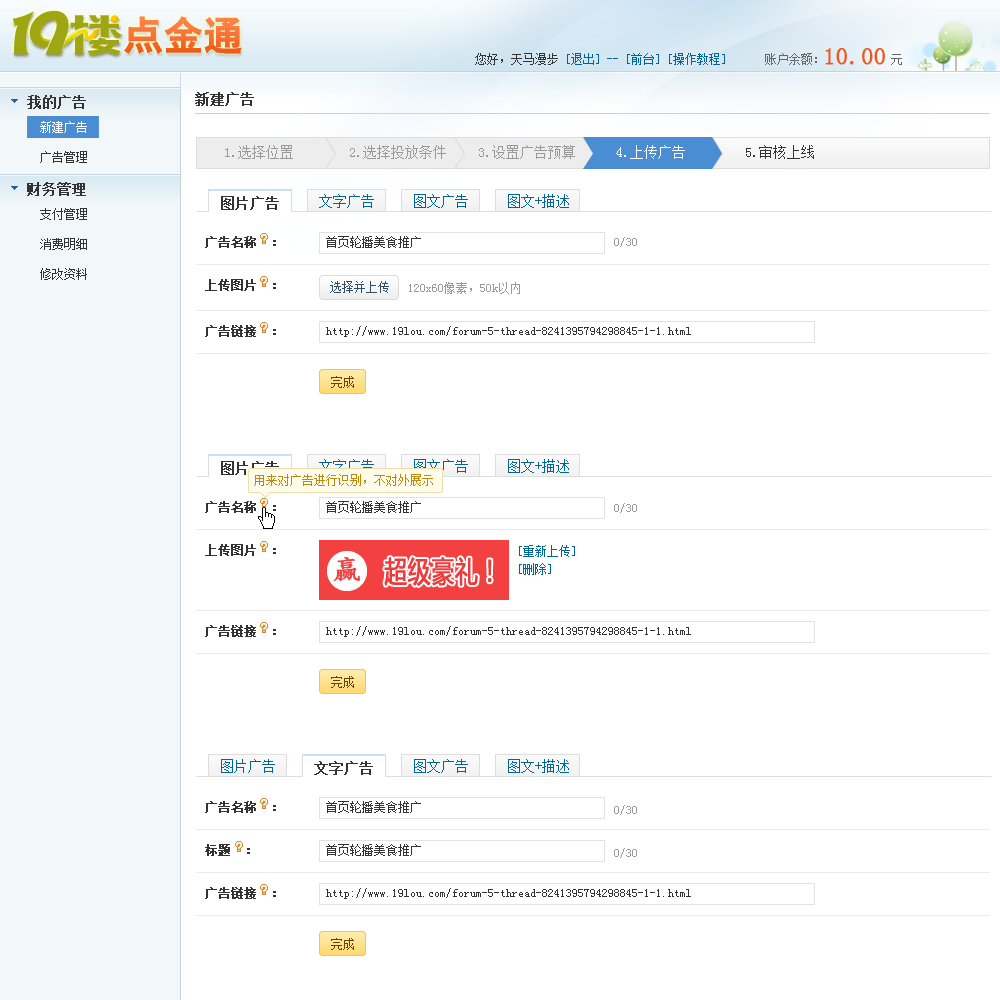 19楼点金通
您好，天马漫步 [退出] -- [前台] [操作教程] 账户余额：10.00 元
我的广告
新建广告
广告管理
财务管理
支付管理
消费明细
修改资料
新建广告
1.选择位置 2.选择投放条件 3.设置广告预算 4.上传广告 5.审核上线
图片广告 文字广告 图文广告 图文+描述
广告名称： 首页轮播美食推广 0/30
上传图片： 选择并上传 120x60像素，50k以内
广告链接： http://www.19lou.com/forum-5-thread-8241395794298845-1-1.html
完成
图片广告 文字广告 图文广告 图文+描述
用来对广告进行识别，不对外展示
广告名称： 首页轮播美食推广 0/30
上传图片： 赢 超级豪礼！ [重新上传]
[删除]
广告链接： http://www.19lou.com/forum-5-thread-8241395794298845-1-1.html
完成
图片广告 文字广告 图文广告 图文+描述
广告名称： 首页轮播美食推广 0/30
标题： 首页轮播美食推广 0/30
广告链接： http://www.19lou.com/forum-5-thread-8241395794298845-1-1.html
完成